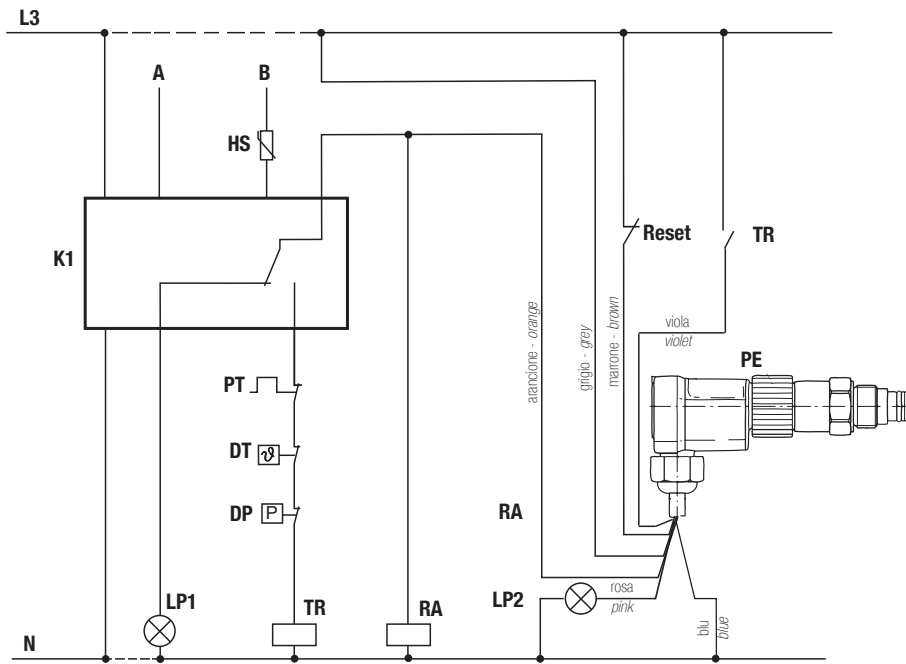 L3
A
B
HS
K1
Reset
TR
arancione - orange
grigio - grey
marrone - brown
viola
violet
PE
PT
DT
ϑ
DP
P
RA
LP1
TR
RA
LP2
rosa
pink
blu
blue
N